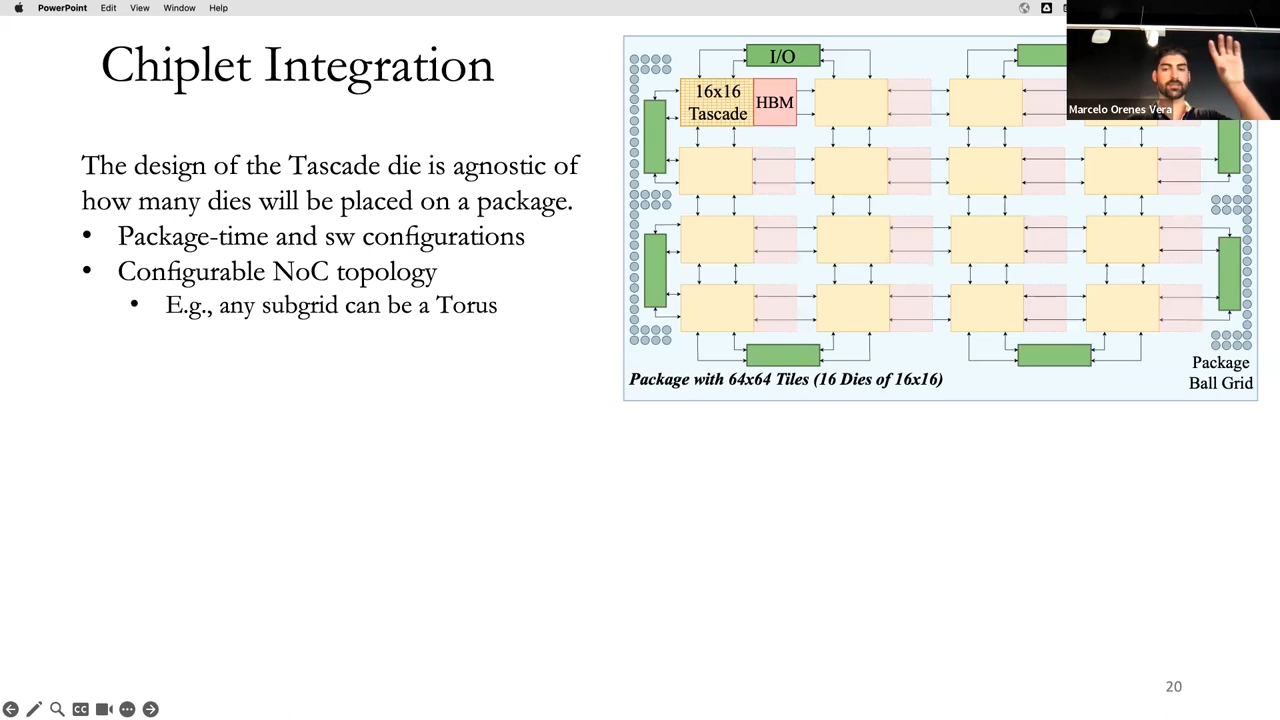 PowerPoint Edit View Window Help
Chiplet Integration
The design of the Tascade die is agnostic of
how many dies will be placed on a package.
• Package-time and sw configurations
• Configurable NoC topology
• E.g., any subgrid can be a Torus
I/O
16x16
Tascade
HBM
Marcelo Orenes Vera
Package
Ball Grid
Package with 64x64 Tiles (16 Dies of 16x16)
20
CC